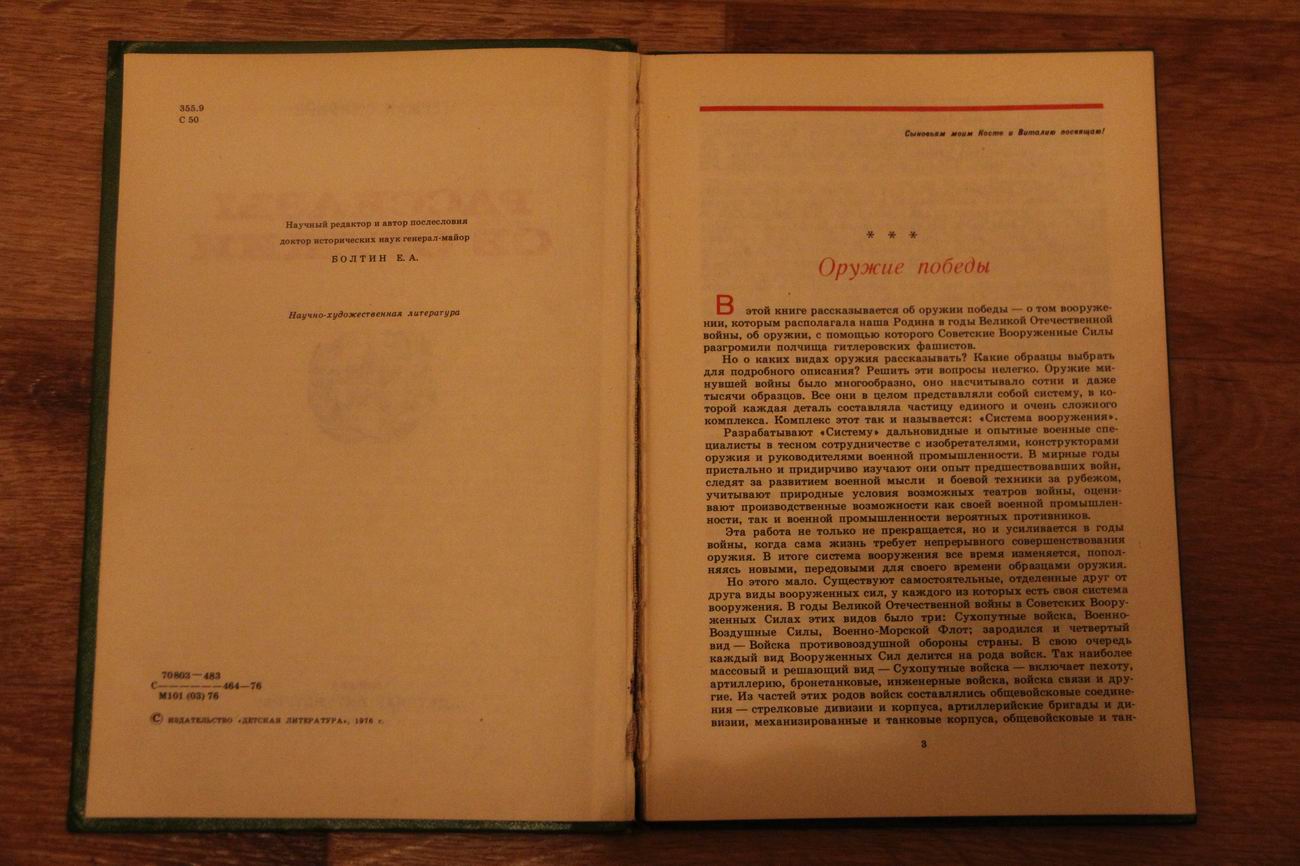 355.9
С 50
Научный редактор и автор послесловия
доктор исторических наук генерал-майор
БОЛТИН Е. А.
Научно-художественная литература
70803—483
С—————464—76
М101 (03) 76
© ИЗДАТЕЛЬСТВО «ДЕТСКАЯ ЛИТЕРАТУРА», 1976 г.
Сыновьям моим Косте и Виталию посвящаю!
* * *
Оружие победы
В этой книге рассказывается об оружии победы — о том вооруже-
нии, которым располагала наша Родина в годы Великой Отечественной
войны, об оружии, с помощью которого Советские Вооруженные Силы
разгромили полчища гитлеровских фашистов.
Но о каких видах оружия рассказывать? Какие образцы выбрать
для подробного описания? Решить эти вопросы нелегко. Оружие ми-
нувшей войны было многообразно, оно насчитывало сотни и даже
тысячи образцов. Все они в целом представляли собой систему, в ко-
торой каждая деталь составляла частицу единого и очень сложного
комплекса. Комплекс этот так и называется: «Система вооружения».
Разрабатывают «Систему» дальновидные и опытные военные спе-
циалисты в тесном сотрудничестве с изобретателями, конструкторами
оружия и руководителями военной промышленности. В мирные годы
пристально и придирчиво изучают они опыт предшествовавших войн,
следят за развитием военной мысли и боевой техники за рубежом,
учитывают природные условия возможных театров войны, оцени-
вают производственные возможности как своей военной промышлен-
ности, так и военной промышленности вероятных противников.
Эта работа не только не прекращается, но и усиливается в годы
войны, когда сама жизнь требует непрерывного совершенствования
оружия. В итоге система вооружения все время изменяется, попол-
няясь новыми, передовыми для своего времени образцами оружия.
Но этого мало. Существуют самостоятельные, отделенные друг от
друга виды вооруженных сил, у каждого из которых есть своя система
вооружения. В годы Великой Отечественной войны в Советских Воору-
женных Силах этих видов было три: Сухопутные войска, Военно-
Воздушные Силы, Военно-Морской Флот; зародился и четвертый
вид — Войска противовоздушной обороны страны. В свою очередь
каждый вид Вооруженных Сил делится на рода войск. Так наиболее
массовый и решающий вид — Сухопутные войска — включает пехоту,
артиллерию, бронетанковые, инженерные войска, войска связи и дру-
гие. Из частей этих родов войск составлялись общевойсковые соедине-
ния — стрелковые дивизии и корпуса, артиллерийские бригады и ди-
визии, механизированные и танковые корпуса, общевойсковые и тан-
3